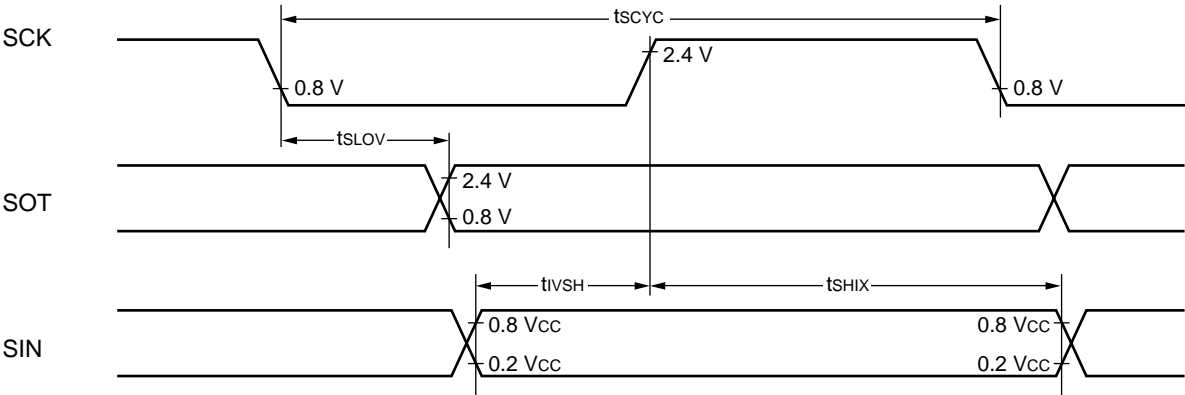 tSCYC
SCK
2.4 V
0.8 V
0.8 V
tSLOV
SOT
2.4 V
0.8 V
tIVSH
tSHIX
0.8 VCC
0.8 VCC
SIN
0.2 VCC
0.2 VCC